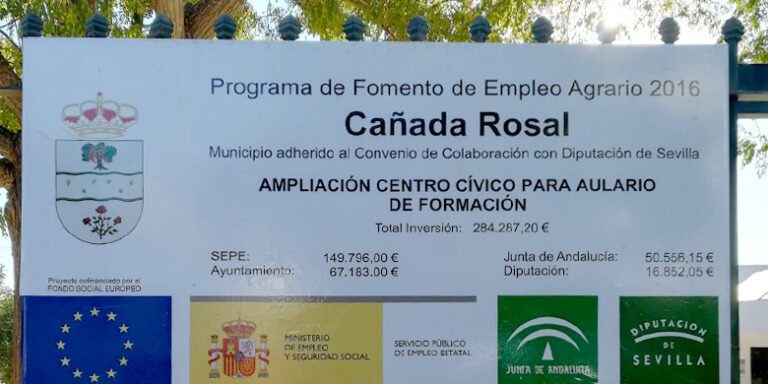 Programa de Fomento de Empleo Agrario 2016
Cañada Rosal
Municipio adherido al Convenio de Colaboración con Diputación de Sevilla
AMPLIACIÓN CENTRO CÍVICO PARA AULARIO
DE FORMACIÓN
Total Inversión: 284.287,20 €
SEPE: 149.796,00 € Junta de Andalucía: 50.556,15 €
Ayuntamiento: 67.183.00 € Diputación: 16.852,05 €
Proyecto cofinanciado por el
FONDO SOCIAL EUROPEO
MINISTERIO
DE EMPLEO
Y SEGURIDAD SOCIAL
SERVICIO PÚBLICO
DE EMPLEO ESTATAL
JUNTA DE ANDALUCIA
DIPUTACIÓN
DE
SEVILLA